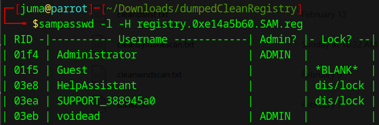 [juma@parrot]-[~/Downloads/dumpedCleanRegistry]
$sampasswd -l -H registry.0xe14a5b60.SAM.reg
| RID -|---------- Username ------------| Admin? |- Lock? --|
| 01f4 | Administrator | ADMIN | |
| 01f5 | Guest | | *BLANK* |
| 03e8 | HelpAssistant | | dis/lock |
| 03ea | SUPPORT_388945a0 | | dis/lock |
| 03eb | voidead | ADMIN | |